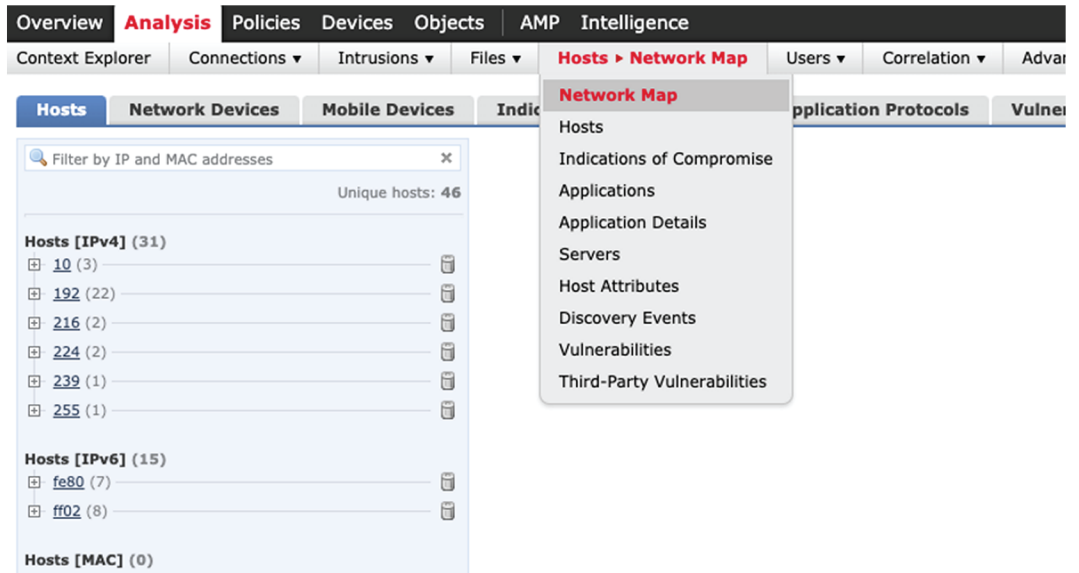 Overview Analysis Policies Devices Objects AMP Intelligence
Context Explorer Connections ▾ Intrusions ▾ Files ▾ Hosts ▸ Network Map Users ▾ Correlation ▾
Hosts Network Devices Mobile Devices Application Protocols
Network Map
Hosts
Indications of Compromise
Applications
Application Details
Servers
Host Attributes
Discovery Events
Vulnerabilities
Third-Party Vulnerabilities
Filter by IP and MAC addresses
Unique hosts: 46
Hosts [IPv4] (31)
10 (3)
192 (22)
216 (2)
224 (2)
239 (1)
255 (1)
Hosts [IPv6] (15)
fe80 (7)
ff02 (8)
Hosts [MAC] (0)